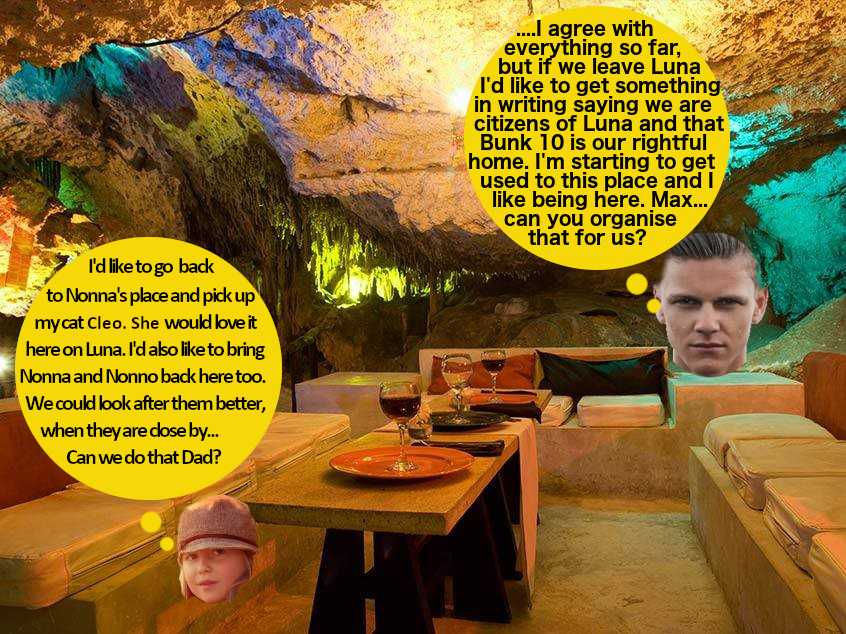 ....I agree with
everything so far,
but if we leave Luna
I'd like to get something
in writing saying we are
citizens of Luna and that
Bunk 10 is our rightful
home. I'm starting to get
used to this place and I
like being here. Max...
can you organise
that for us?
I'd like to go back
to Nonna's place and pick up
my cat Cleo. She would love it
here on Luna. I'd also like to bring
Nonna and Nonno back here too.
We could look after them better,
when they are close by...
Can we do that Dad?